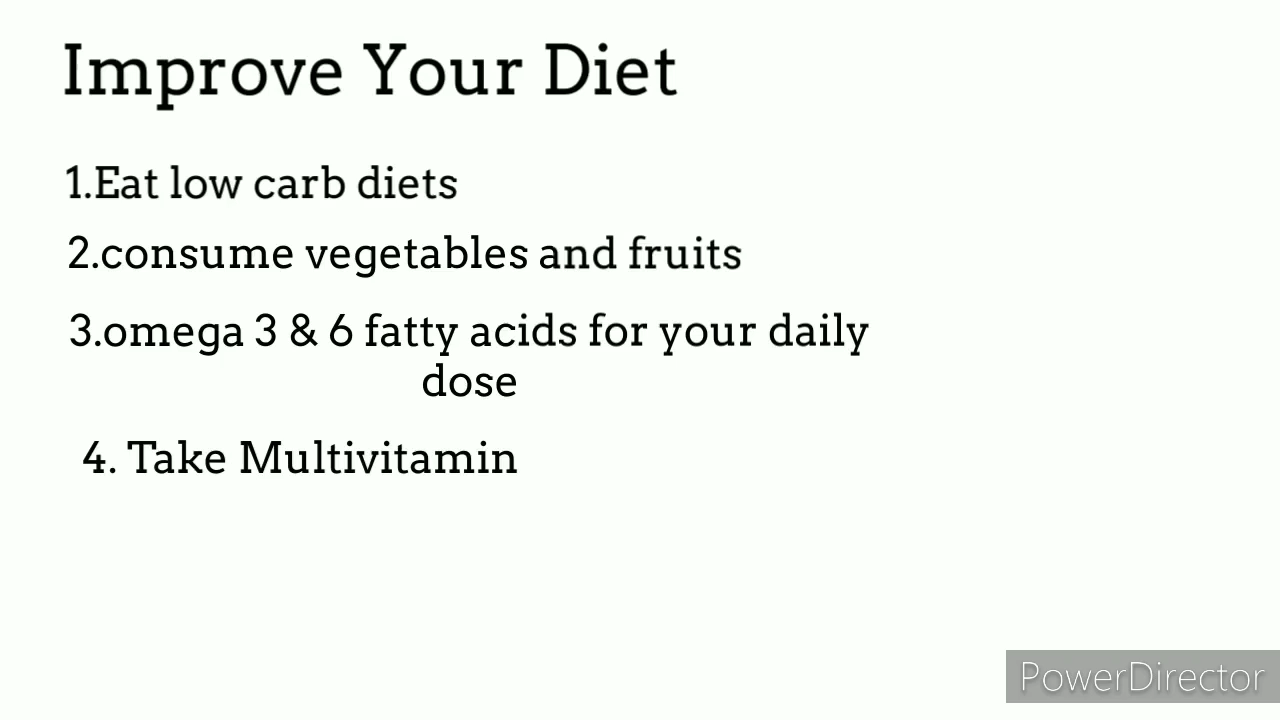 Improve Your Diet
1.Eat low carb diets
2.consume vegetables and fruits
3.omega 3 & 6 fatty acids for your daily
dose
4. Take Multivitamin
PowerDirector